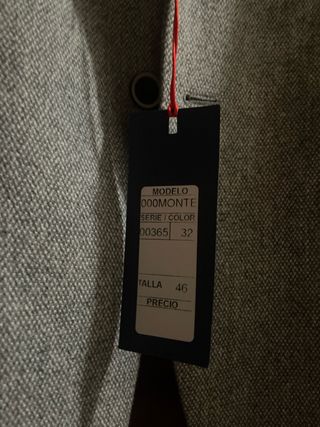 MODELO
000MONTE
SERIE / COLOR
00365 32
TALLA 46
PRECIO